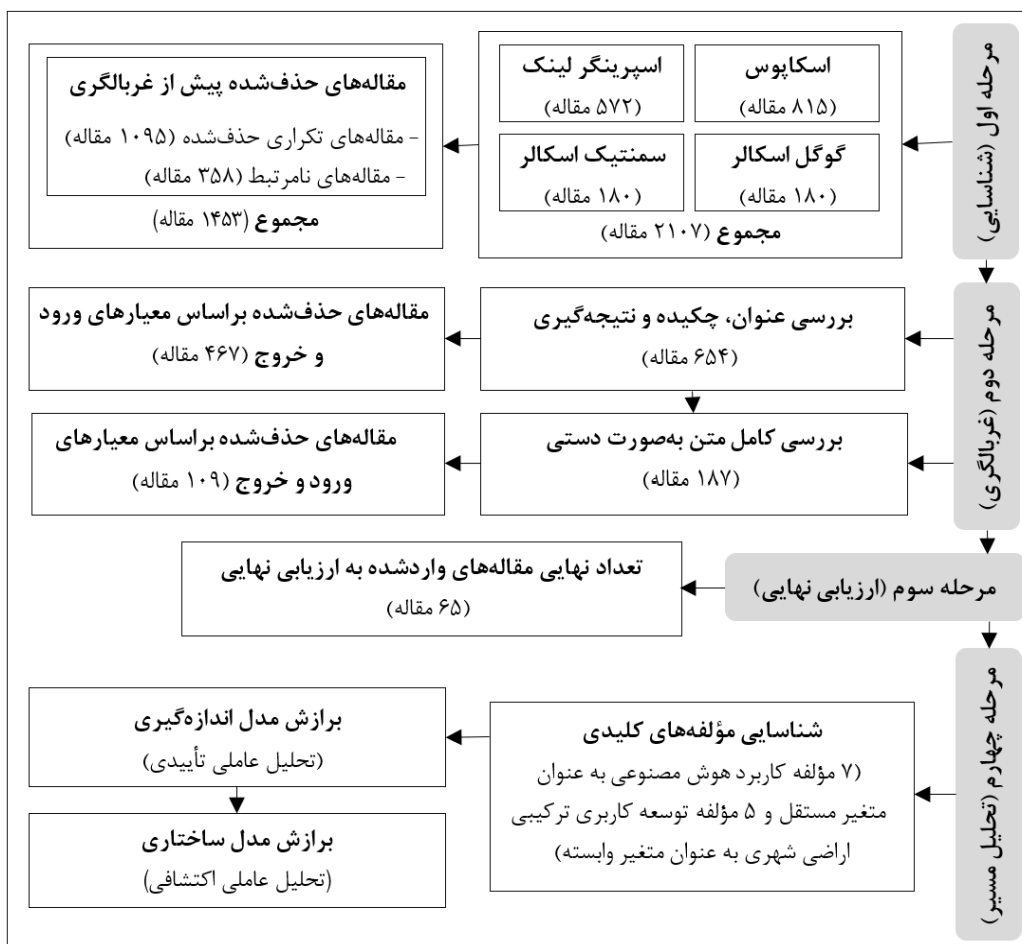 مرحله اول (شناسایی)
اسکاپوس
(۸۱۵ مقاله)
اسپرینگر لینک
(۵۷۲ مقاله)
گوگل اسکالر
(۱۸۰ مقاله)
سمنتیک اسکالر
(۱۸۰ مقاله)
مجموع (۲۱۰۷ مقاله)
مقاله‌های حذف‌شده پیش از غربالگری
- مقاله‌های تکراری حذف‌شده (۱۰۹۵ مقاله)
- مقاله‌های نامرتبط (۳۵۸ مقاله)
مجموع (۱۴۵۳ مقاله)
مرحله دوم (غربالگری)
بررسی عنوان، چکیده و نتیجه‌گیری
(۶۵۴ مقاله)
مقاله‌های حذف‌شده براساس معیارهای ورود
و خروج (۴۶۷ مقاله)
بررسی کامل متن به‌صورت دستی
(۱۸۷ مقاله)
مقاله‌های حذف‌شده براساس معیارهای
ورود و خروج (۱۰۹ مقاله)
مرحله سوم (ارزیابی نهایی)
تعداد نهایی مقاله‌های واردشده به ارزیابی نهایی
(۶۵ مقاله)
مرحله چهارم (تحلیل مسیر)
شناسایی مؤلفه‌های کلیدی
(۷ مؤلفه کاربرد هوش مصنوعی به عنوان
متغیر مستقل و ۵ مؤلفه توسعه کاربری ترکیبی
اراضی شهری به عنوان متغیر وابسته)
برازش مدل اندازه‌گیری
(تحلیل عاملی تأییدی)
برازش مدل ساختاری
(تحلیل عاملی اکتشافی)